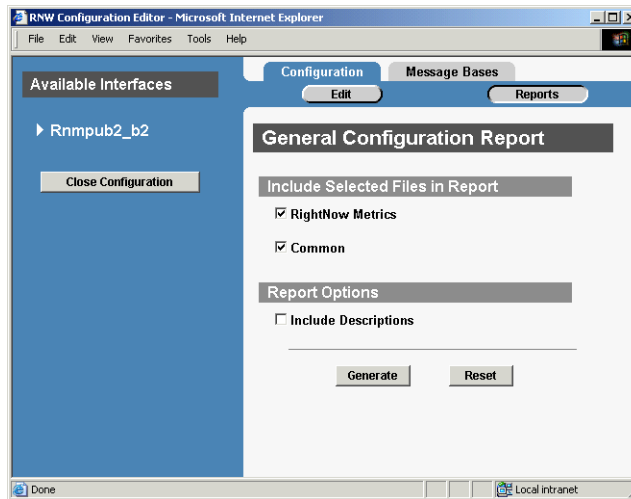 RNW Configuration Editor - Microsoft Internet Explorer
File Edit View Favorites Tools Help
Available Interfaces
Rnmpub2_b2
Close Configuration
Configuration Message Bases
Edit Reports
General Configuration Report
Include Selected Files in Report
RightNow Metrics
Common
Report Options
Include Descriptions
Generate Reset
Done Local intranet